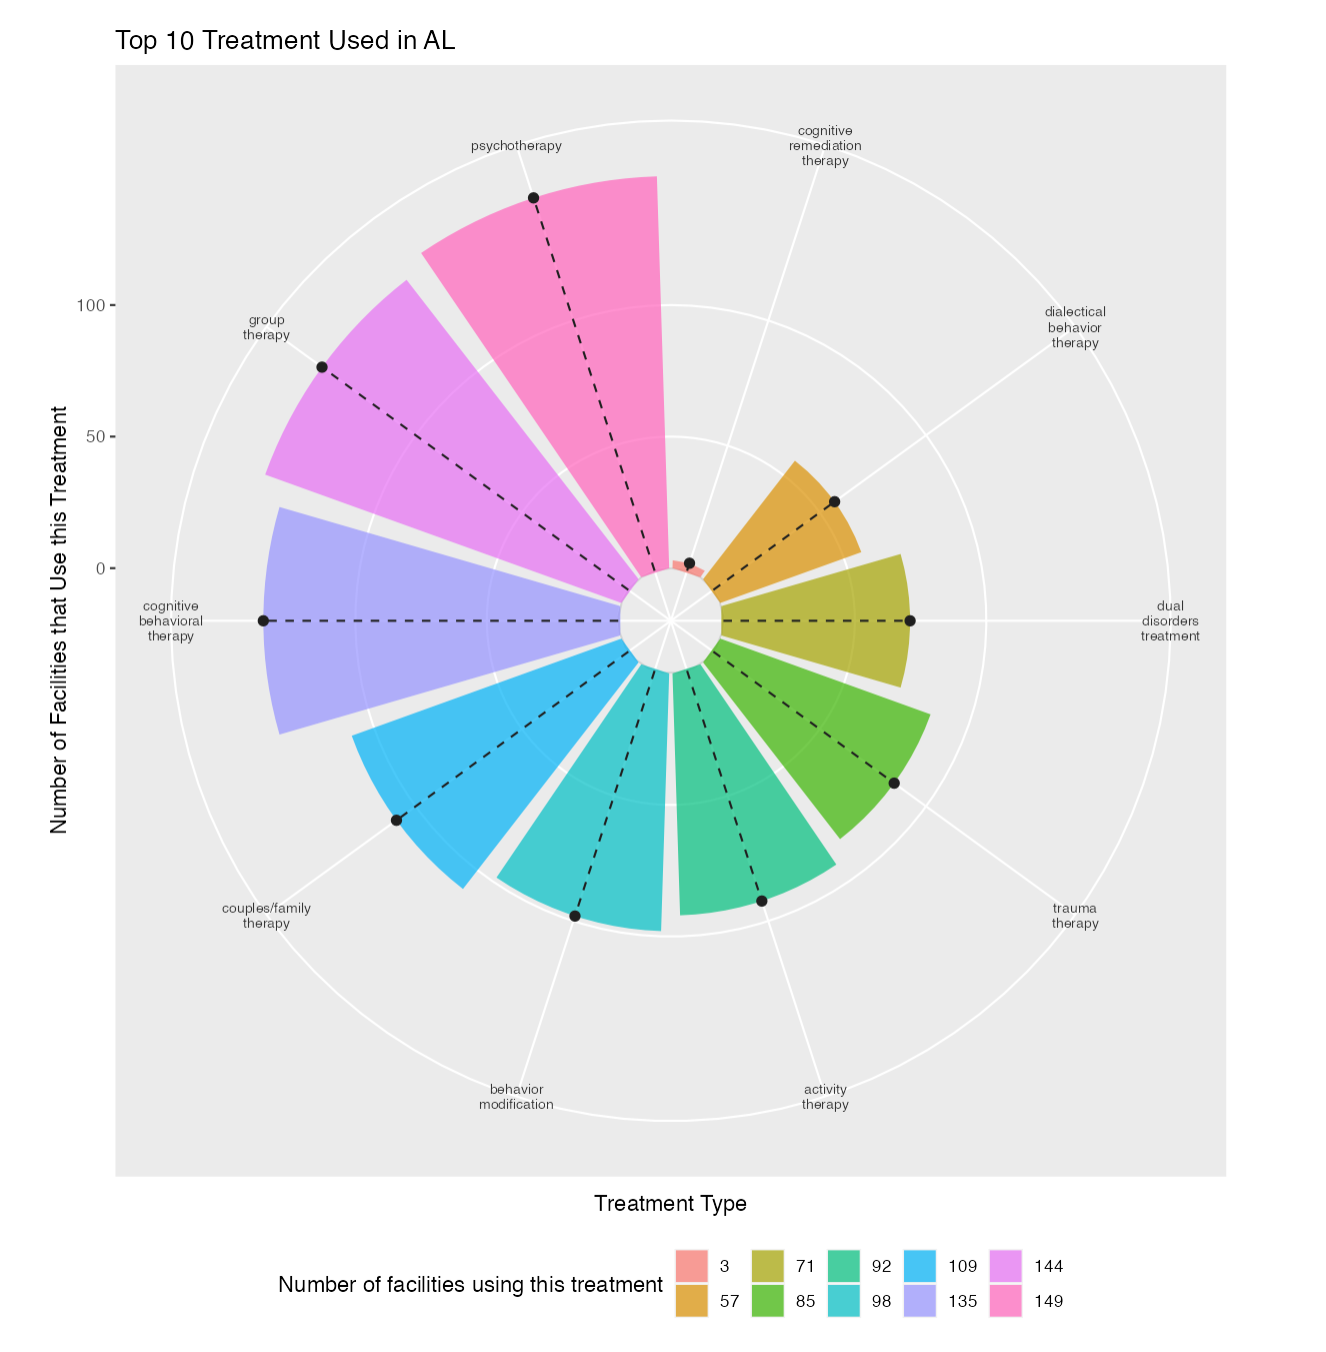 Top 10 Treatment Used in AL
cognitive
remediation
therapy
psychotherapy
dialectical
behavior
therapy
group
therapy
100
50
0
Number of Facilities that Use this Treatment
cognitive
behavioral
therapy
dual
disorders
treatment
couples/family
therapy
trauma
therapy
behavior
modification
activity
therapy
Treatment Type
Number of facilities using this treatment
3 71 92 109 144
57 85 98 135 149